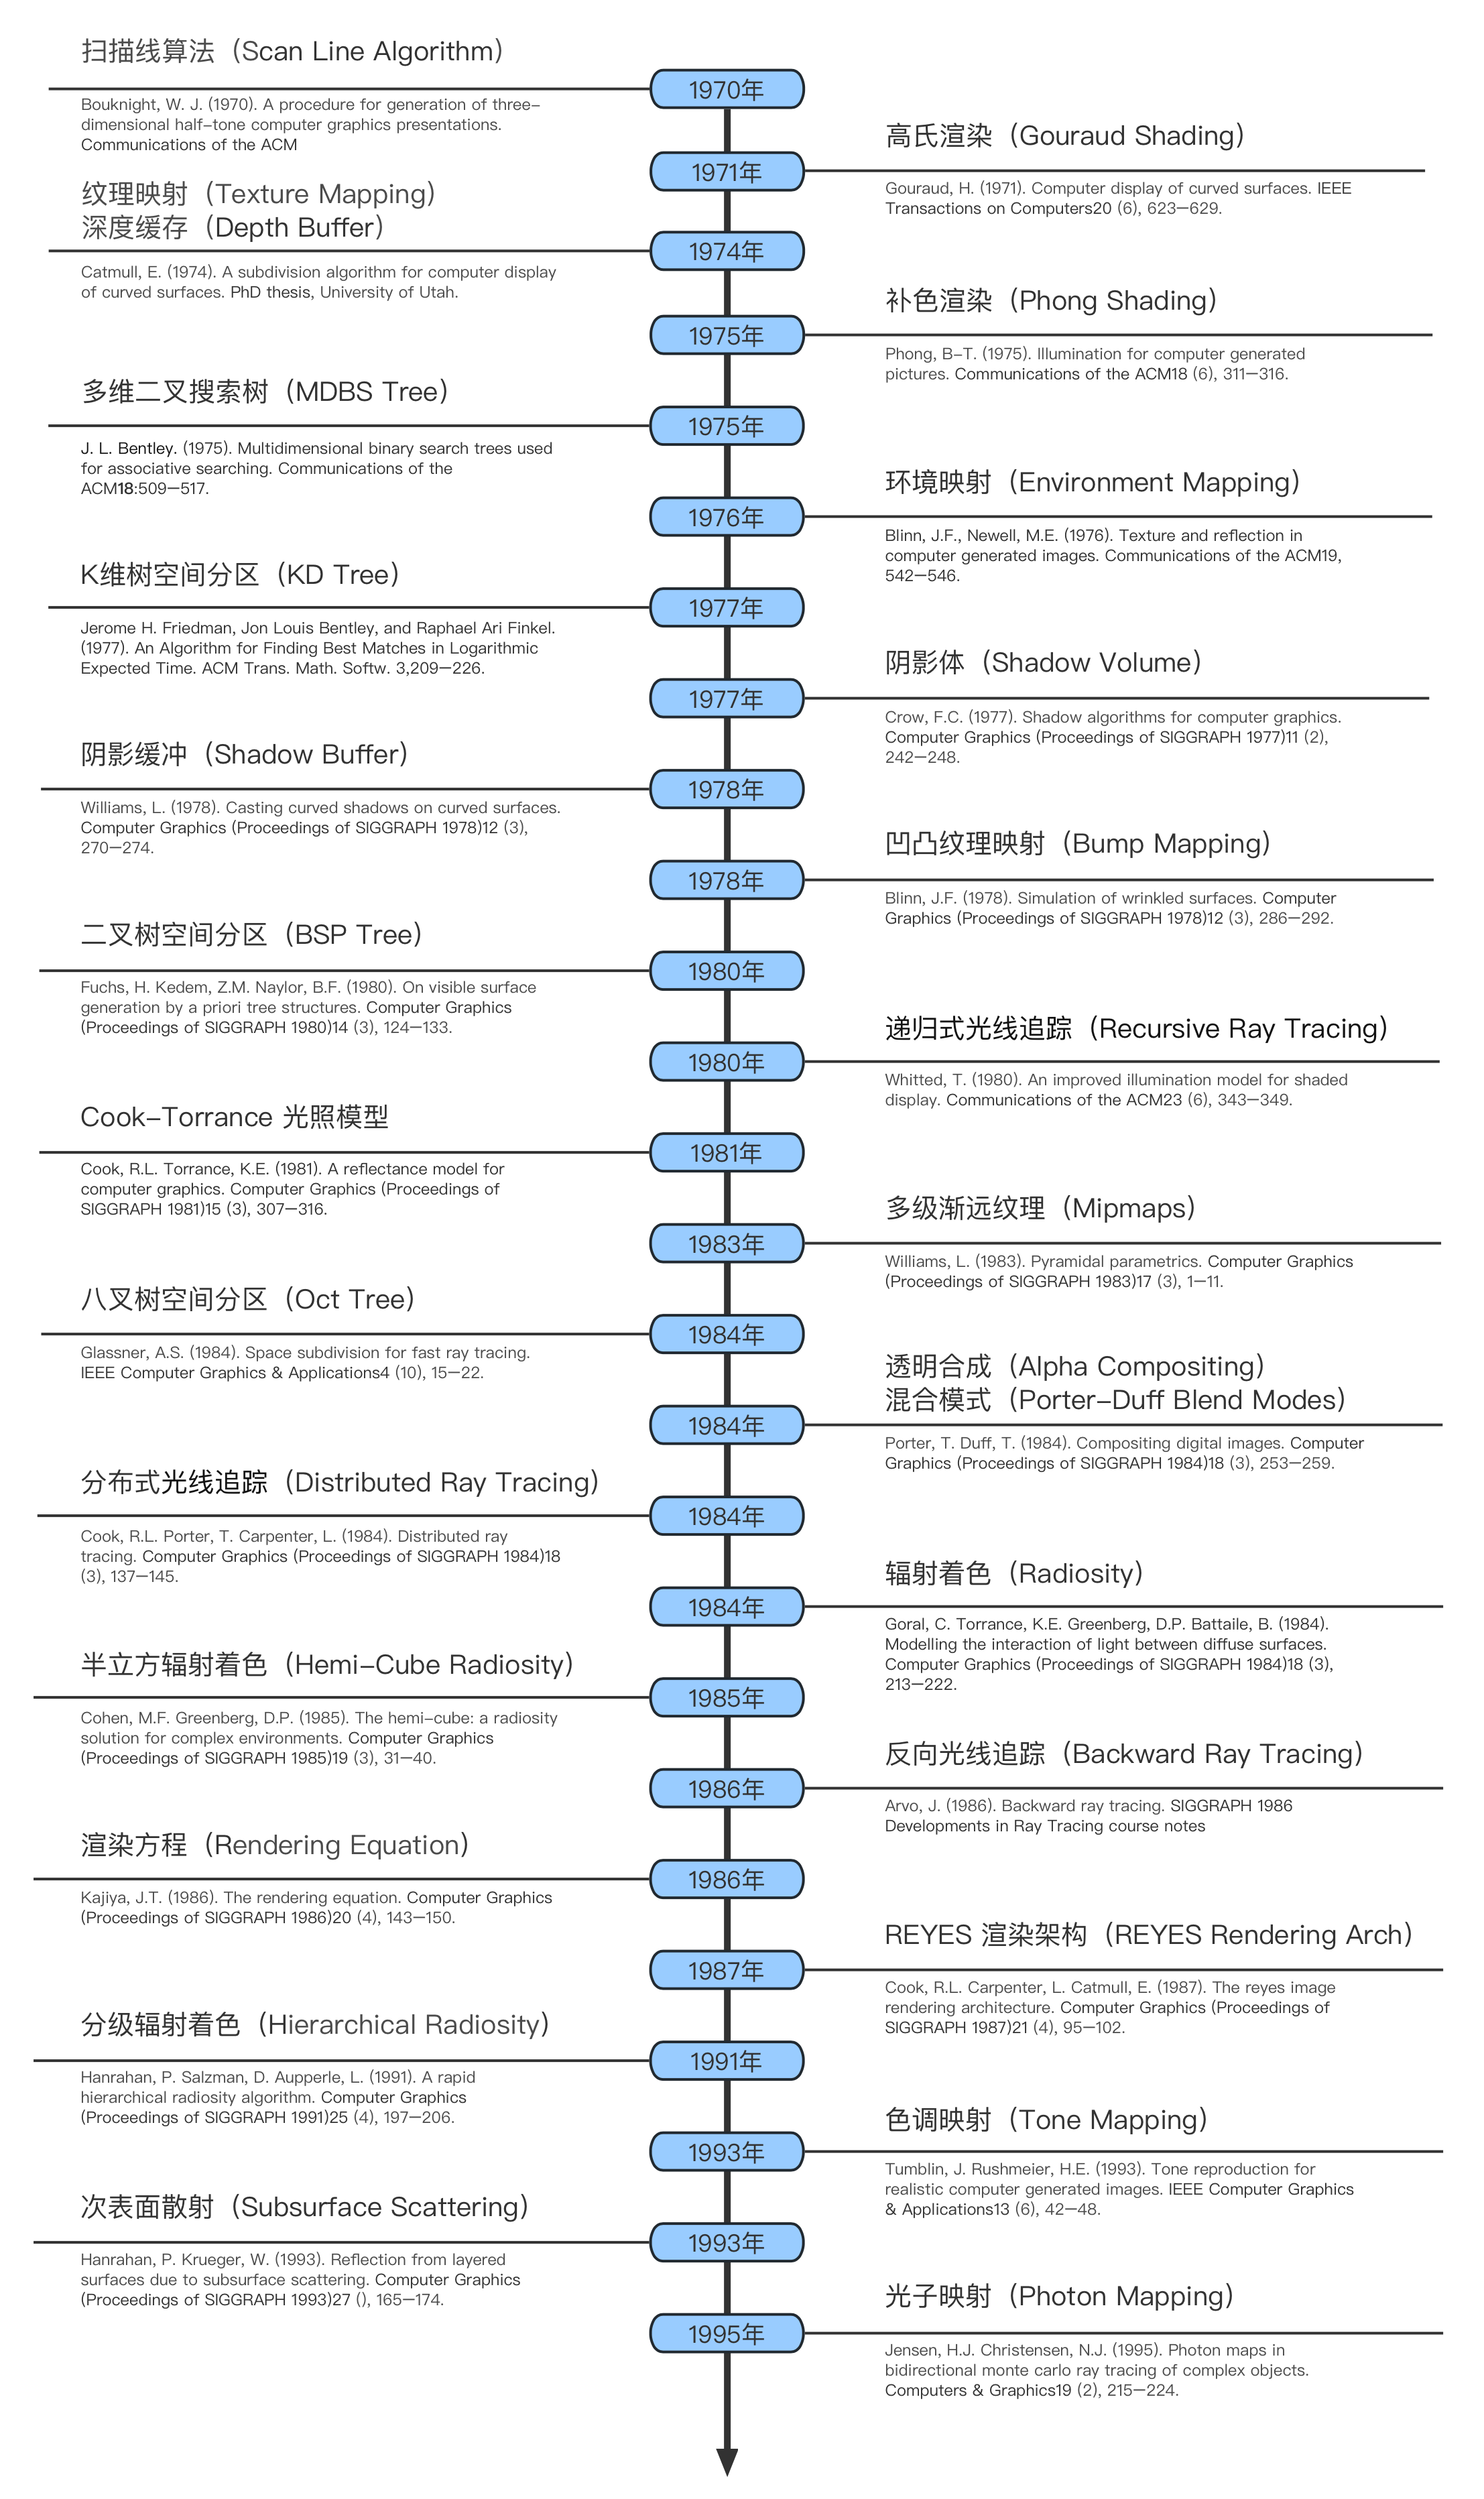 扫描线算法（Scan Line Algorithm）
1970年
Bouknight, W. J. (1970). A procedure for generation of three-
dimensional half-tone computer graphics presentations.
Communications of the ACM
高氏渲染（Gouraud Shading）
1971年
Gouraud, H. (1971). Computer display of curved surfaces. IEEE
Transactions on Computers20 (6), 623—629.
纹理映射（Texture Mapping）
深度缓存（Depth Buffer）
1974年
Catmull, E. (1974). A subdivision algorithm for computer display
of curved surfaces. PhD thesis, University of Utah.
补色渲染（Phong Shading）
1975年
Phong, B-T. (1975). Illumination for computer generated
pictures. Communications of the ACM18 (6), 311—316.
多维二叉搜索树（MDBS Tree）
1975年
J. L. Bentley. (1975). Multidimensional binary search trees used
for associative searching. Communications of the
ACM18:509—517.
环境映射（Environment Mapping）
1976年
Blinn, J.F., Newell, M.E. (1976). Texture and reflection in
computer generated images. Communications of the ACM19,
542—546.
K维树空间分区（KD Tree）
1977年
Jerome H. Friedman, Jon Louis Bentley, and Raphael Ari Finkel.
(1977). An Algorithm for Finding Best Matches in Logarithmic
Expected Time. ACM Trans. Math. Softw. 3,209—226.
阴影体（Shadow Volume）
1977年
Crow, F.C. (1977). Shadow algorithms for computer graphics.
Computer Graphics (Proceedings of SIGGRAPH 1977)11 (2),
242—248.
阴影缓冲（Shadow Buffer）
1978年
Williams, L. (1978). Casting curved shadows on curved surfaces.
Computer Graphics (Proceedings of SIGGRAPH 1978)12 (3),
270—274.
凹凸纹理映射（Bump Mapping）
1978年
Blinn, J.F. (1978). Simulation of wrinkled surfaces. Computer
Graphics (Proceedings of SIGGRAPH 1978)12 (3), 286—292.
二叉树空间分区（BSP Tree）
1980年
Fuchs, H. Kedem, Z.M. Naylor, B.F. (1980). On visible surface
generation by a priori tree structures. Computer Graphics
(Proceedings of SIGGRAPH 1980)14 (3), 124—133.
递归式光线追踪（Recursive Ray Tracing）
1980年
Whitted, T. (1980). An improved illumination model for shaded
display. Communications of the ACM23 (6), 343—349.
Cook-Torrance 光照模型
1981年
Cook, R.L. Torrance, K.E. (1981). A reflectance model for
computer graphics. Computer Graphics (Proceedings of
SIGGRAPH 1981)15 (3), 307—316.
多级渐远纹理（Mipmaps）
1983年
Williams, L. (1983). Pyramidal parametrics. Computer Graphics
(Proceedings of SIGGRAPH 1983)17 (3), 1—11.
八叉树空间分区（Oct Tree）
1984年
Glassner, A.S. (1984). Space subdivision for fast ray tracing.
IEEE Computer Graphics & Applications4 (10), 15—22.
透明合成（Alpha Compositing）
混合模式（Porter-Duff Blend Modes）
1984年
Porter, T. Duff, T. (1984). Compositing digital images. Computer
Graphics (Proceedings of SIGGRAPH 1984)18 (3), 253—259.
分布式光线追踪（Distributed Ray Tracing）
1984年
Cook, R.L. Porter, T. Carpenter, L. (1984). Distributed ray
tracing. Computer Graphics (Proceedings of SIGGRAPH 1984)18
(3), 137—145.
辐射着色（Radiosity）
1984年
Goral, C. Torrance, K.E. Greenberg, D.P. Battaile, B. (1984).
Modelling the interaction of light between diffuse surfaces.
Computer Graphics (Proceedings of SIGGRAPH 1984)18 (3),
213—222.
半立方辐射着色（Hemi-Cube Radiosity）
1985年
Cohen, M.F. Greenberg, D.P. (1985). The hemi-cube: a radiosity
solution for complex environments. Computer Graphics
(Proceedings of SIGGRAPH 1985)19 (3), 31—40.
反向光线追踪（Backward Ray Tracing）
1986年
Arvo, J. (1986). Backward ray tracing. SIGGRAPH 1986
Developments in Ray Tracing course notes
渲染方程（Rendering Equation）
1986年
Kajiya, J.T. (1986). The rendering equation. Computer Graphics
(Proceedings of SIGGRAPH 1986)20 (4), 143—150.
REYES 渲染架构（REYES Rendering Arch）
1987年
Cook, R.L. Carpenter, L. Catmull, E. (1987). The reyes image
rendering architecture. Computer Graphics (Proceedings of
SIGGRAPH 1987)21 (4), 95—102.
分级辐射着色（Hierarchical Radiosity）
1991年
Hanrahan, P. Salzman, D. Aupperle, L. (1991). A rapid
hierarchical radiosity algorithm. Computer Graphics
(Proceedings of SIGGRAPH 1991)25 (4), 197—206.
色调映射（Tone Mapping）
1993年
Tumblin, J. Rushmeier, H.E. (1993). Tone reproduction for
realistic computer generated images. IEEE Computer Graphics
& Applications13 (6), 42—48.
次表面散射（Subsurface Scattering）
1993年
Hanrahan, P. Krueger, W. (1993). Reflection from layered
surfaces due to subsurface scattering. Computer Graphics
(Proceedings of SIGGRAPH 1993)27 (), 165—174.
光子映射（Photon Mapping）
1995年
Jensen, H.J. Christensen, N.J. (1995). Photon maps in
bidirectional monte carlo ray tracing of complex objects.
Computers & Graphics19 (2), 215—224.